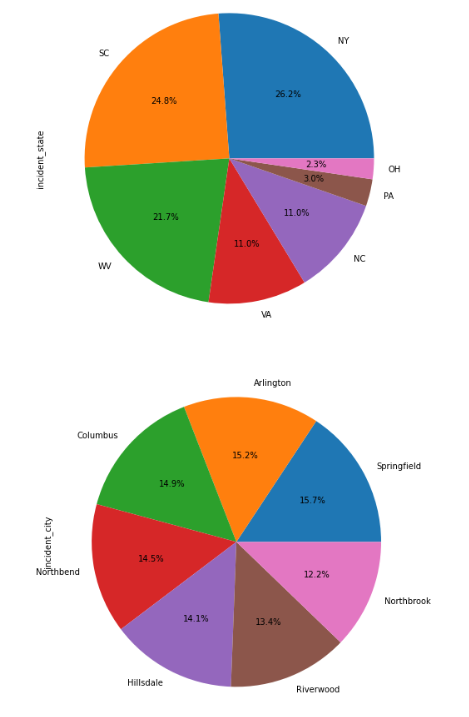 NY
SC
26.2%
24.8%
incident_state
OH
2.3%
3.0%
PA
11.0%
21.7%
11.0%
NC
WV
VA
Arlington
Columbus
15.2%
Springfield
14.9%
15.7%
incident_city
14.5%
Northbend
12.2%
Northbrook
14.1%
13.4%
Hillsdale
Riverwood